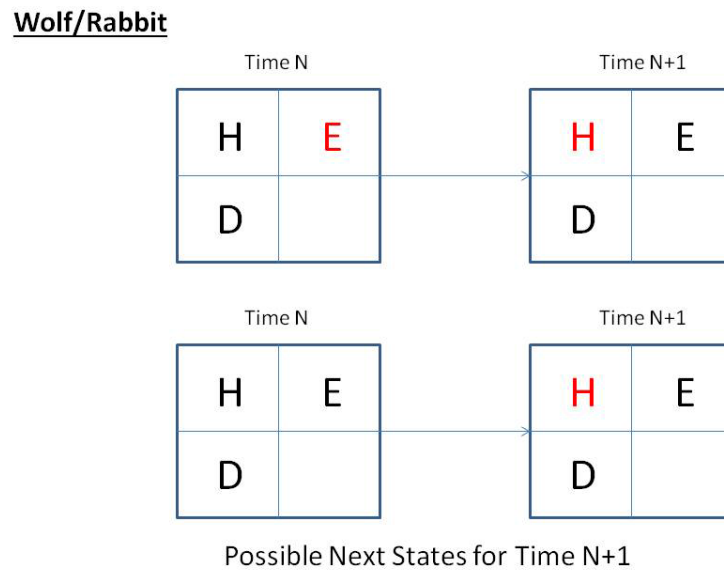 Wolf/Rabbit
Time N Time N+1
H E H E
D D
Time N Time N+1
H E H E
D D
Possible Next States for Time N+1